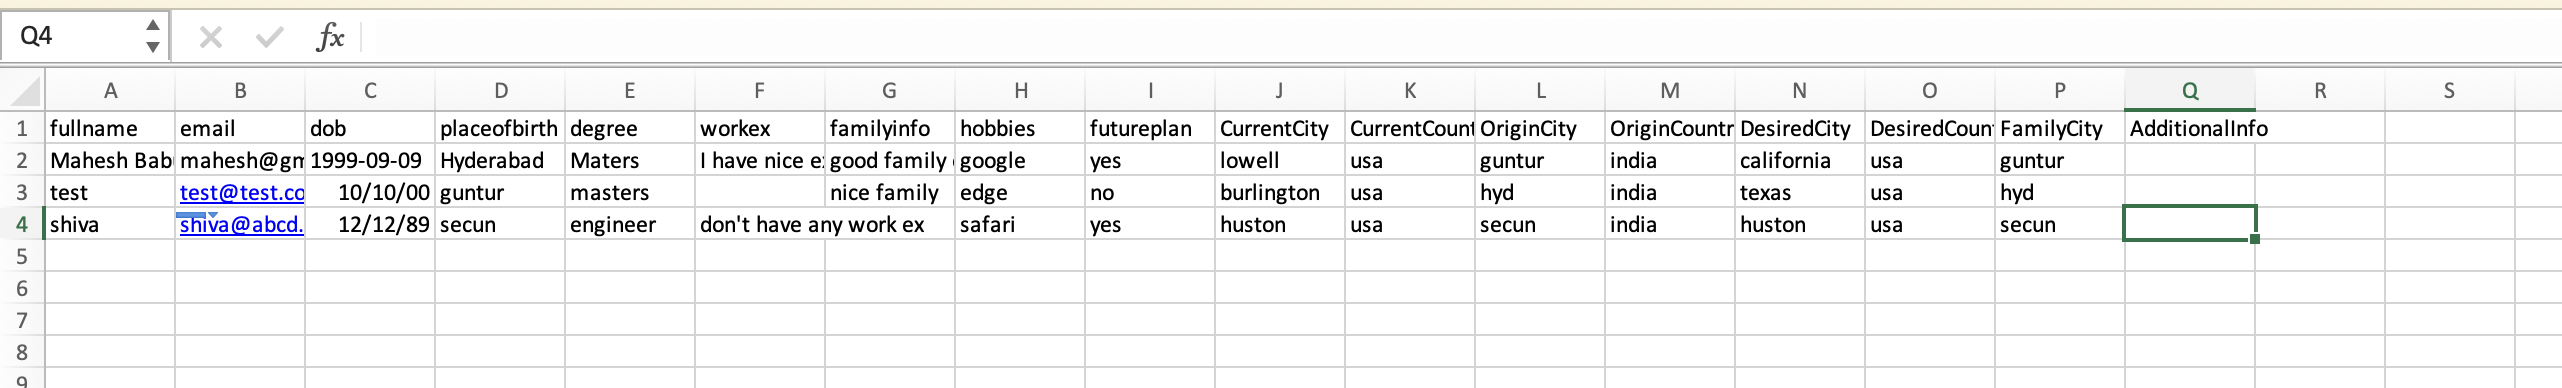 Q4 fx
A B C D E F G H I J K L M N O P Q R S
1 fullname email dob placeofbirth degree workex familyinfo hobbies futureplan CurrentCity CurrentCount OriginCity OriginCountr DesiredCity DesiredCoun FamilyCity AdditionalInfo
2 Mahesh Bab mahesh@gm 1999-09-09 Hyderabad Maters I have nice e good family google yes lowell usa guntur india california usa guntur
3 test test@test.co 10/10/00 guntur masters nice family edge no burlington usa hyd india texas usa hyd
4 shiva shiva@abcd. 12/12/89 secun engineer don't have any work ex safari yes huston usa secun india huston usa secun
5
6
7
8
9